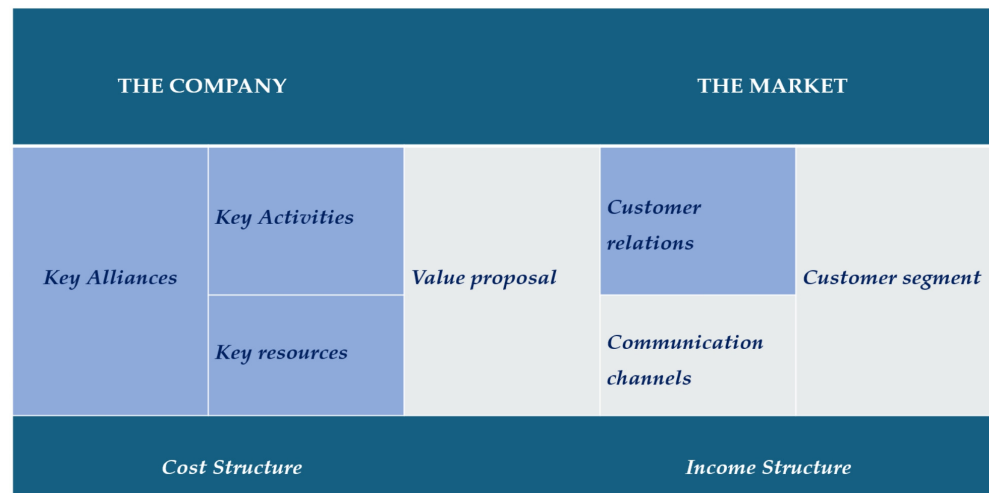 THE COMPANY
THE MARKET
Key Alliances
Key Activities
Key resources
Value proposal
Customer
relations
Communication
channels
Customer segment
Cost Structure
Income Structure